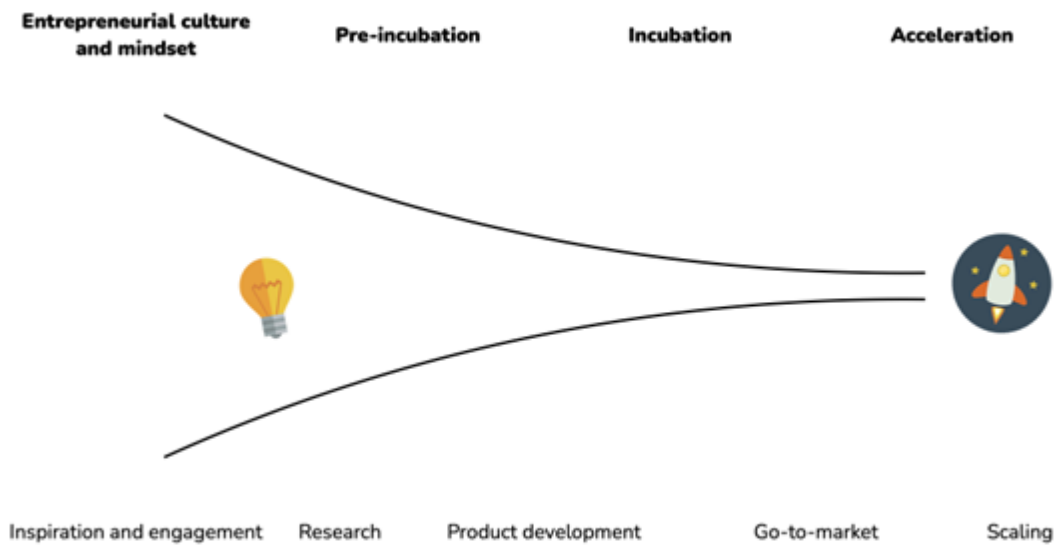 Entrepreneurial culture
and mindset
Pre-incubation
Incubation
Acceleration
Inspiration and engagement
Research
Product development
Go-to-market
Scaling